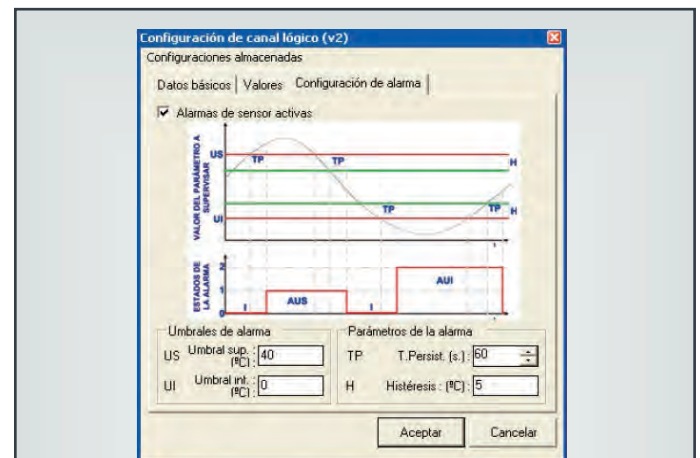 Configuración de canal lógico (v2)
Configuraciones almacenadas
Datos básicos Valores Configuración de alarma
Alarmas de sensor activas
VALOR DEL PARÁMETRO A SUPERVISAR
US TP TP H
UI TP TP H
t
ESTADOS DE LA ALARMA
2
1
0
I AUS I AUI
t
Umbrales de alarma
US Umbral sup. : (ºC) 40
UI Umbral inf. : (ºC) 0
Parámetros de la alarma
TP T.Persist. (s.) : 60
H Histéresis : (ºC) 5
Aceptar Cancelar